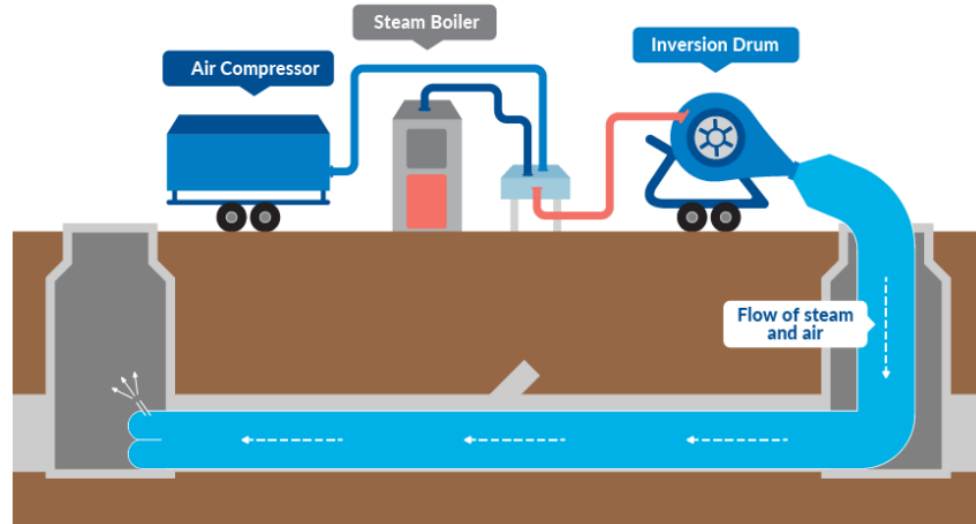 Steam Boiler
Air Compressor
Inversion Drum
Flow of steam
and air